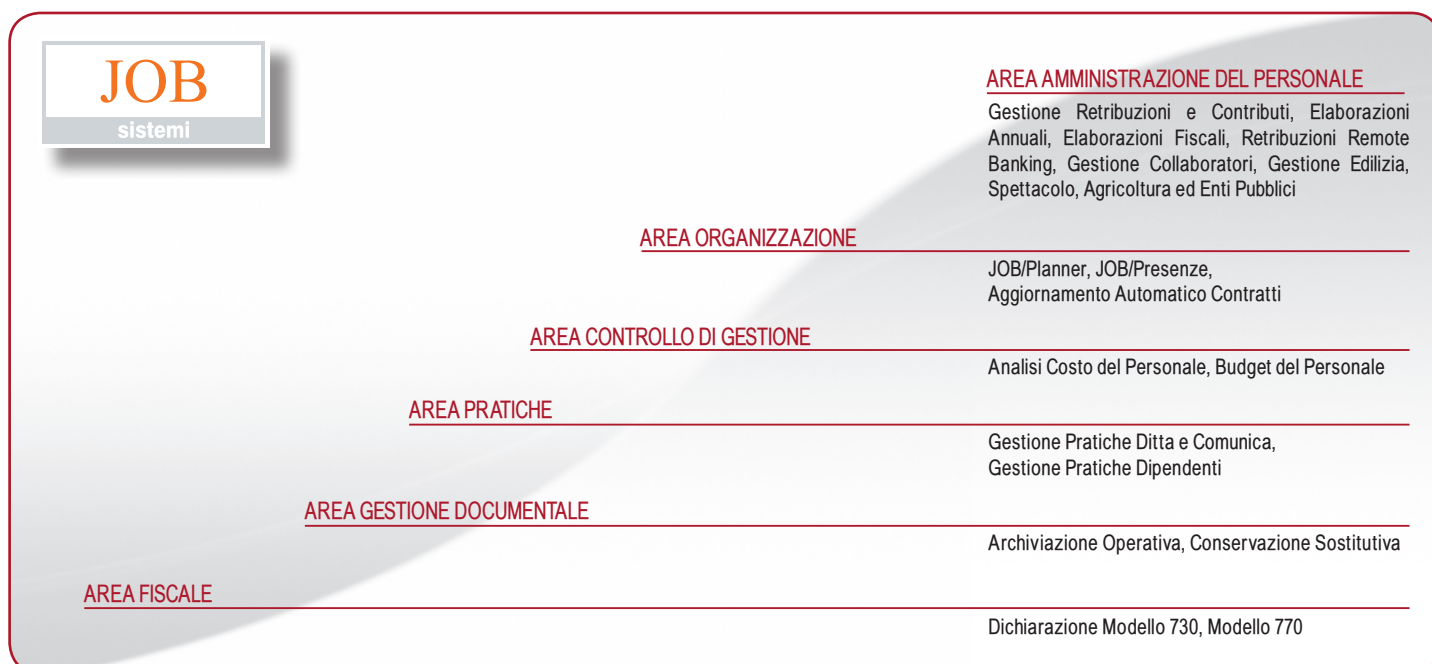 JOB
sistemi
AREA AMMINISTRAZIONE DEL PERSONALE
Gestione Retribuzioni e Contributi, Elaborazioni
Annuali, Elaborazioni Fiscali, Retribuzioni Remote
Banking, Gestione Collaboratori, Gestione Edilizia,
Spettacolo, Agricoltura ed Enti Pubblici
AREA ORGANIZZAZIONE
JOB/Planner, JOB/Presenze,
Aggiornamento Automatico Contratti
AREA CONTROLLO DI GESTIONE
Analisi Costo del Personale, Budget del Personale
AREA PRATICHE
Gestione Pratiche Ditta e Comunica,
Gestione Pratiche Dipendenti
AREA GESTIONE DOCUMENTALE
Archiviazione Operativa, Conservazione Sostitutiva
AREA FISCALE
Dichiarazione Modello 730, Modello 770